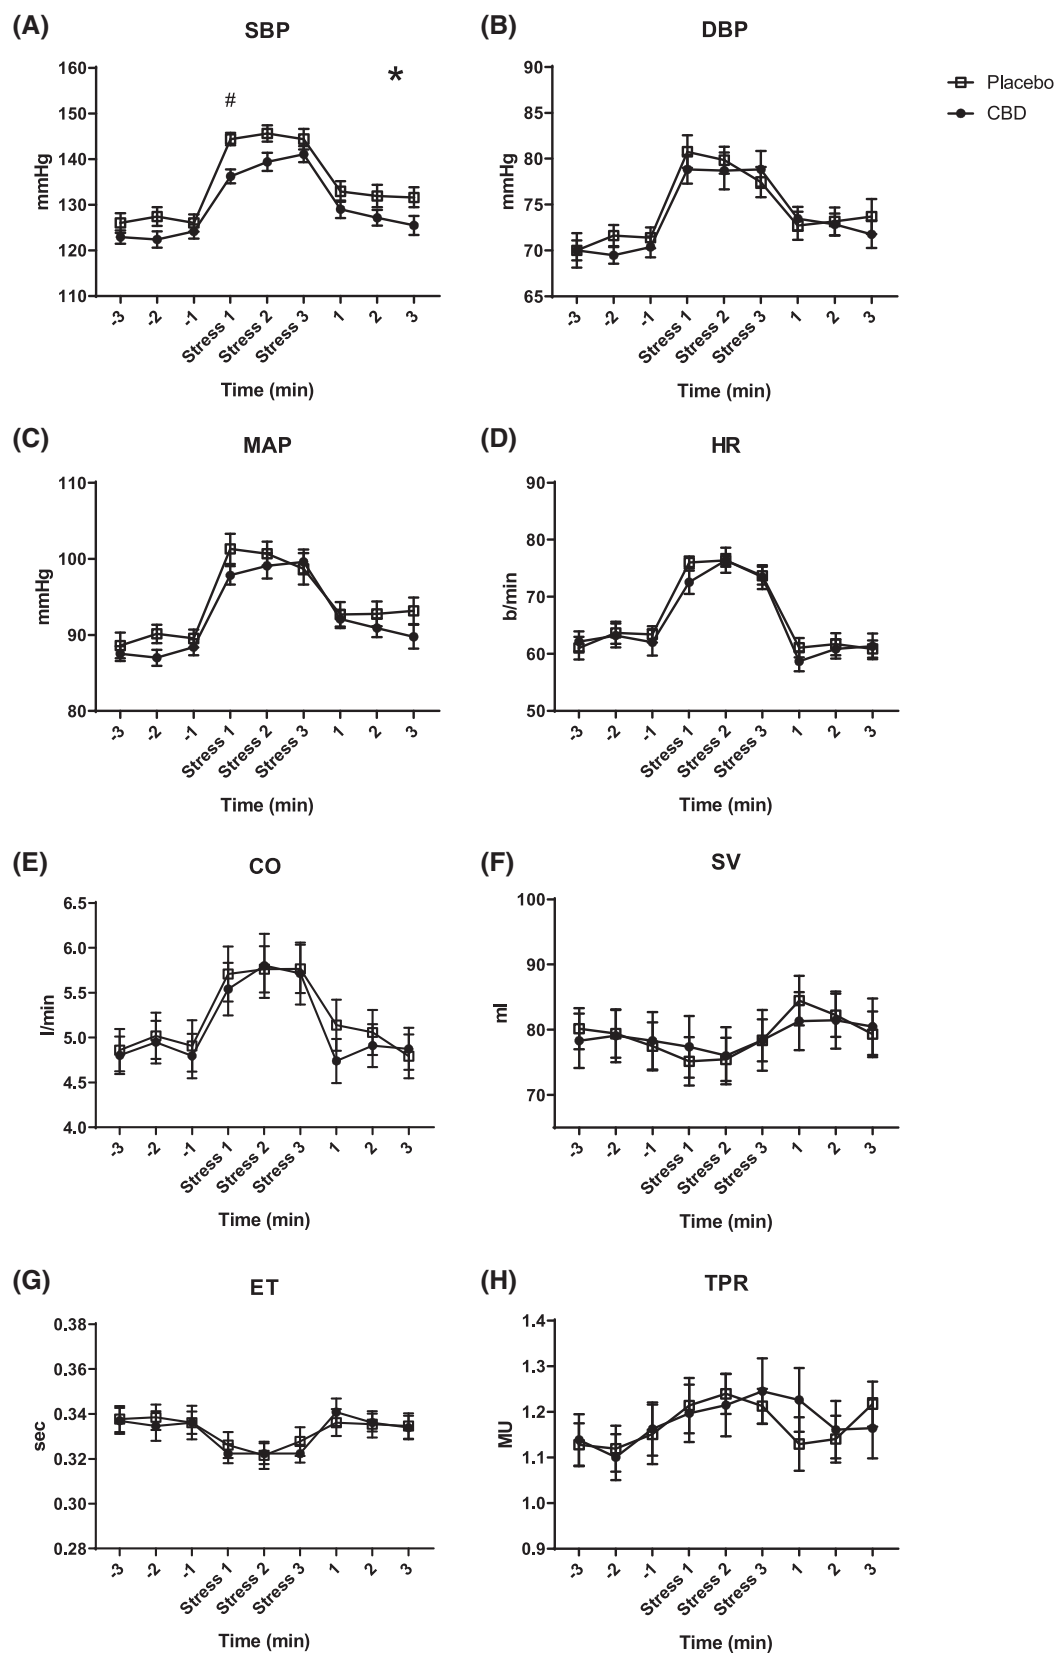 (A)
SBP
160
150
140
130
120
110
mmHg
*
#
-3 -2 -1 Stress 1 Stress 2 Stress 3 1 2 3
Time (min)
(B)
DBP
90
85
80
75
70
65
mmHg
-3 -2 -1 Stress 1 Stress 2 Stress 3 1 2 3
Time (min)
Placebo
CBD
(C)
MAP
110
100
90
80
mmHg
-3 -2 -1 Stress 1 Stress 2 Stress 3 1 2 3
Time (min)
(D)
HR
90
80
70
60
50
b/min
-3 -2 -1 Stress 1 Stress 2 Stress 3 1 2 3
Time (min)
(E)
CO
6.5
6.0
5.5
5.0
4.5
4.0
l/min
-3 -2 -1 Stress 1 Stress 2 Stress 3 1 2 3
Time (min)
(F)
SV
100
90
80
70
ml
-3 -2 -1 Stress 1 Stress 2 Stress 3 1 2 3
Time (min)
(G)
ET
0.38
0.36
0.34
0.32
0.30
0.28
sec
-3 -2 -1 Stress 1 Stress 2 Stress 3 1 2 3
Time (min)
(H)
TPR
1.4
1.3
1.2
1.1
1.0
0.9
MU
-3 -2 -1 Stress 1 Stress 2 Stress 3 1 2 3
Time (min)